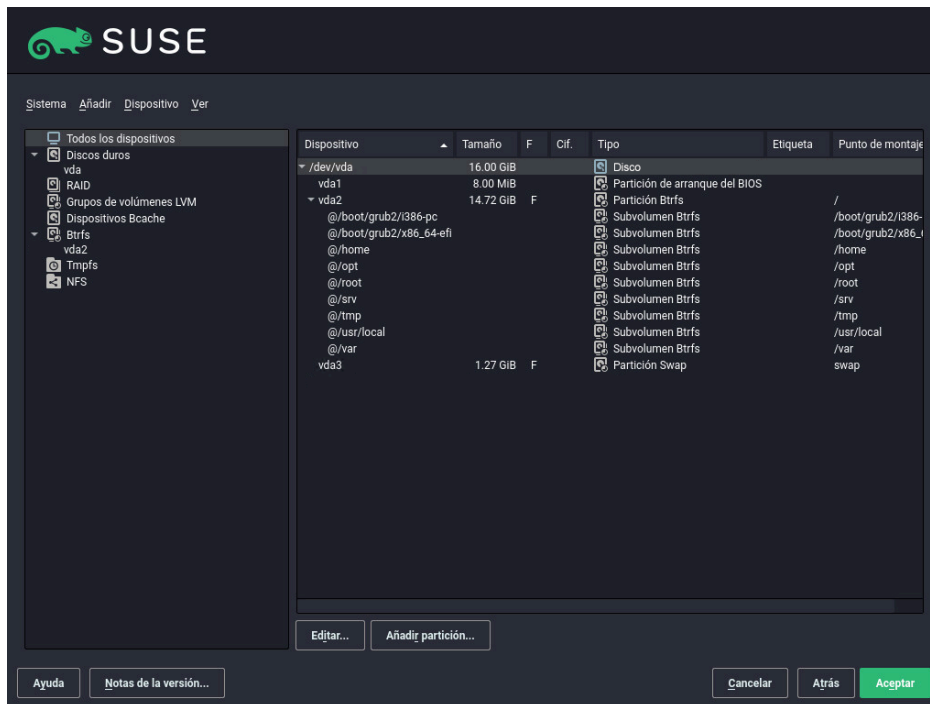 SUSE
Sistema Añadir Dispositivo Ver
Todos los dispositivos
Discos duros
vda
RAID
Grupos de volúmenes LVM
Dispositivos Bcache
Btrfs
vda2
Tmpfs
NFS
Dispositivo Tamaño F Cif. Tipo Etiqueta Punto de montaje
/dev/vda 16.00 GiB Disco
vda1 8.00 MiB Partición de arranque del BIOS
vda2 14.72 GiB F Partición Btrfs /
@/boot/grub2/i386-pc Subvolumen Btrfs /boot/grub2/i386-
@/boot/grub2/x86_64-efi Subvolumen Btrfs /boot/grub2/x86_
@/home Subvolumen Btrfs /home
@/opt Subvolumen Btrfs /opt
@/root Subvolumen Btrfs /root
@/srv Subvolumen Btrfs /srv
@/tmp Subvolumen Btrfs /tmp
@/usr/local Subvolumen Btrfs /usr/local
@/var Subvolumen Btrfs /var
vda3 1.27 GiB F Partición Swap swap
Editar... Añadir partición...
Ayuda Notas de la versión... Cancelar Atrás Aceptar